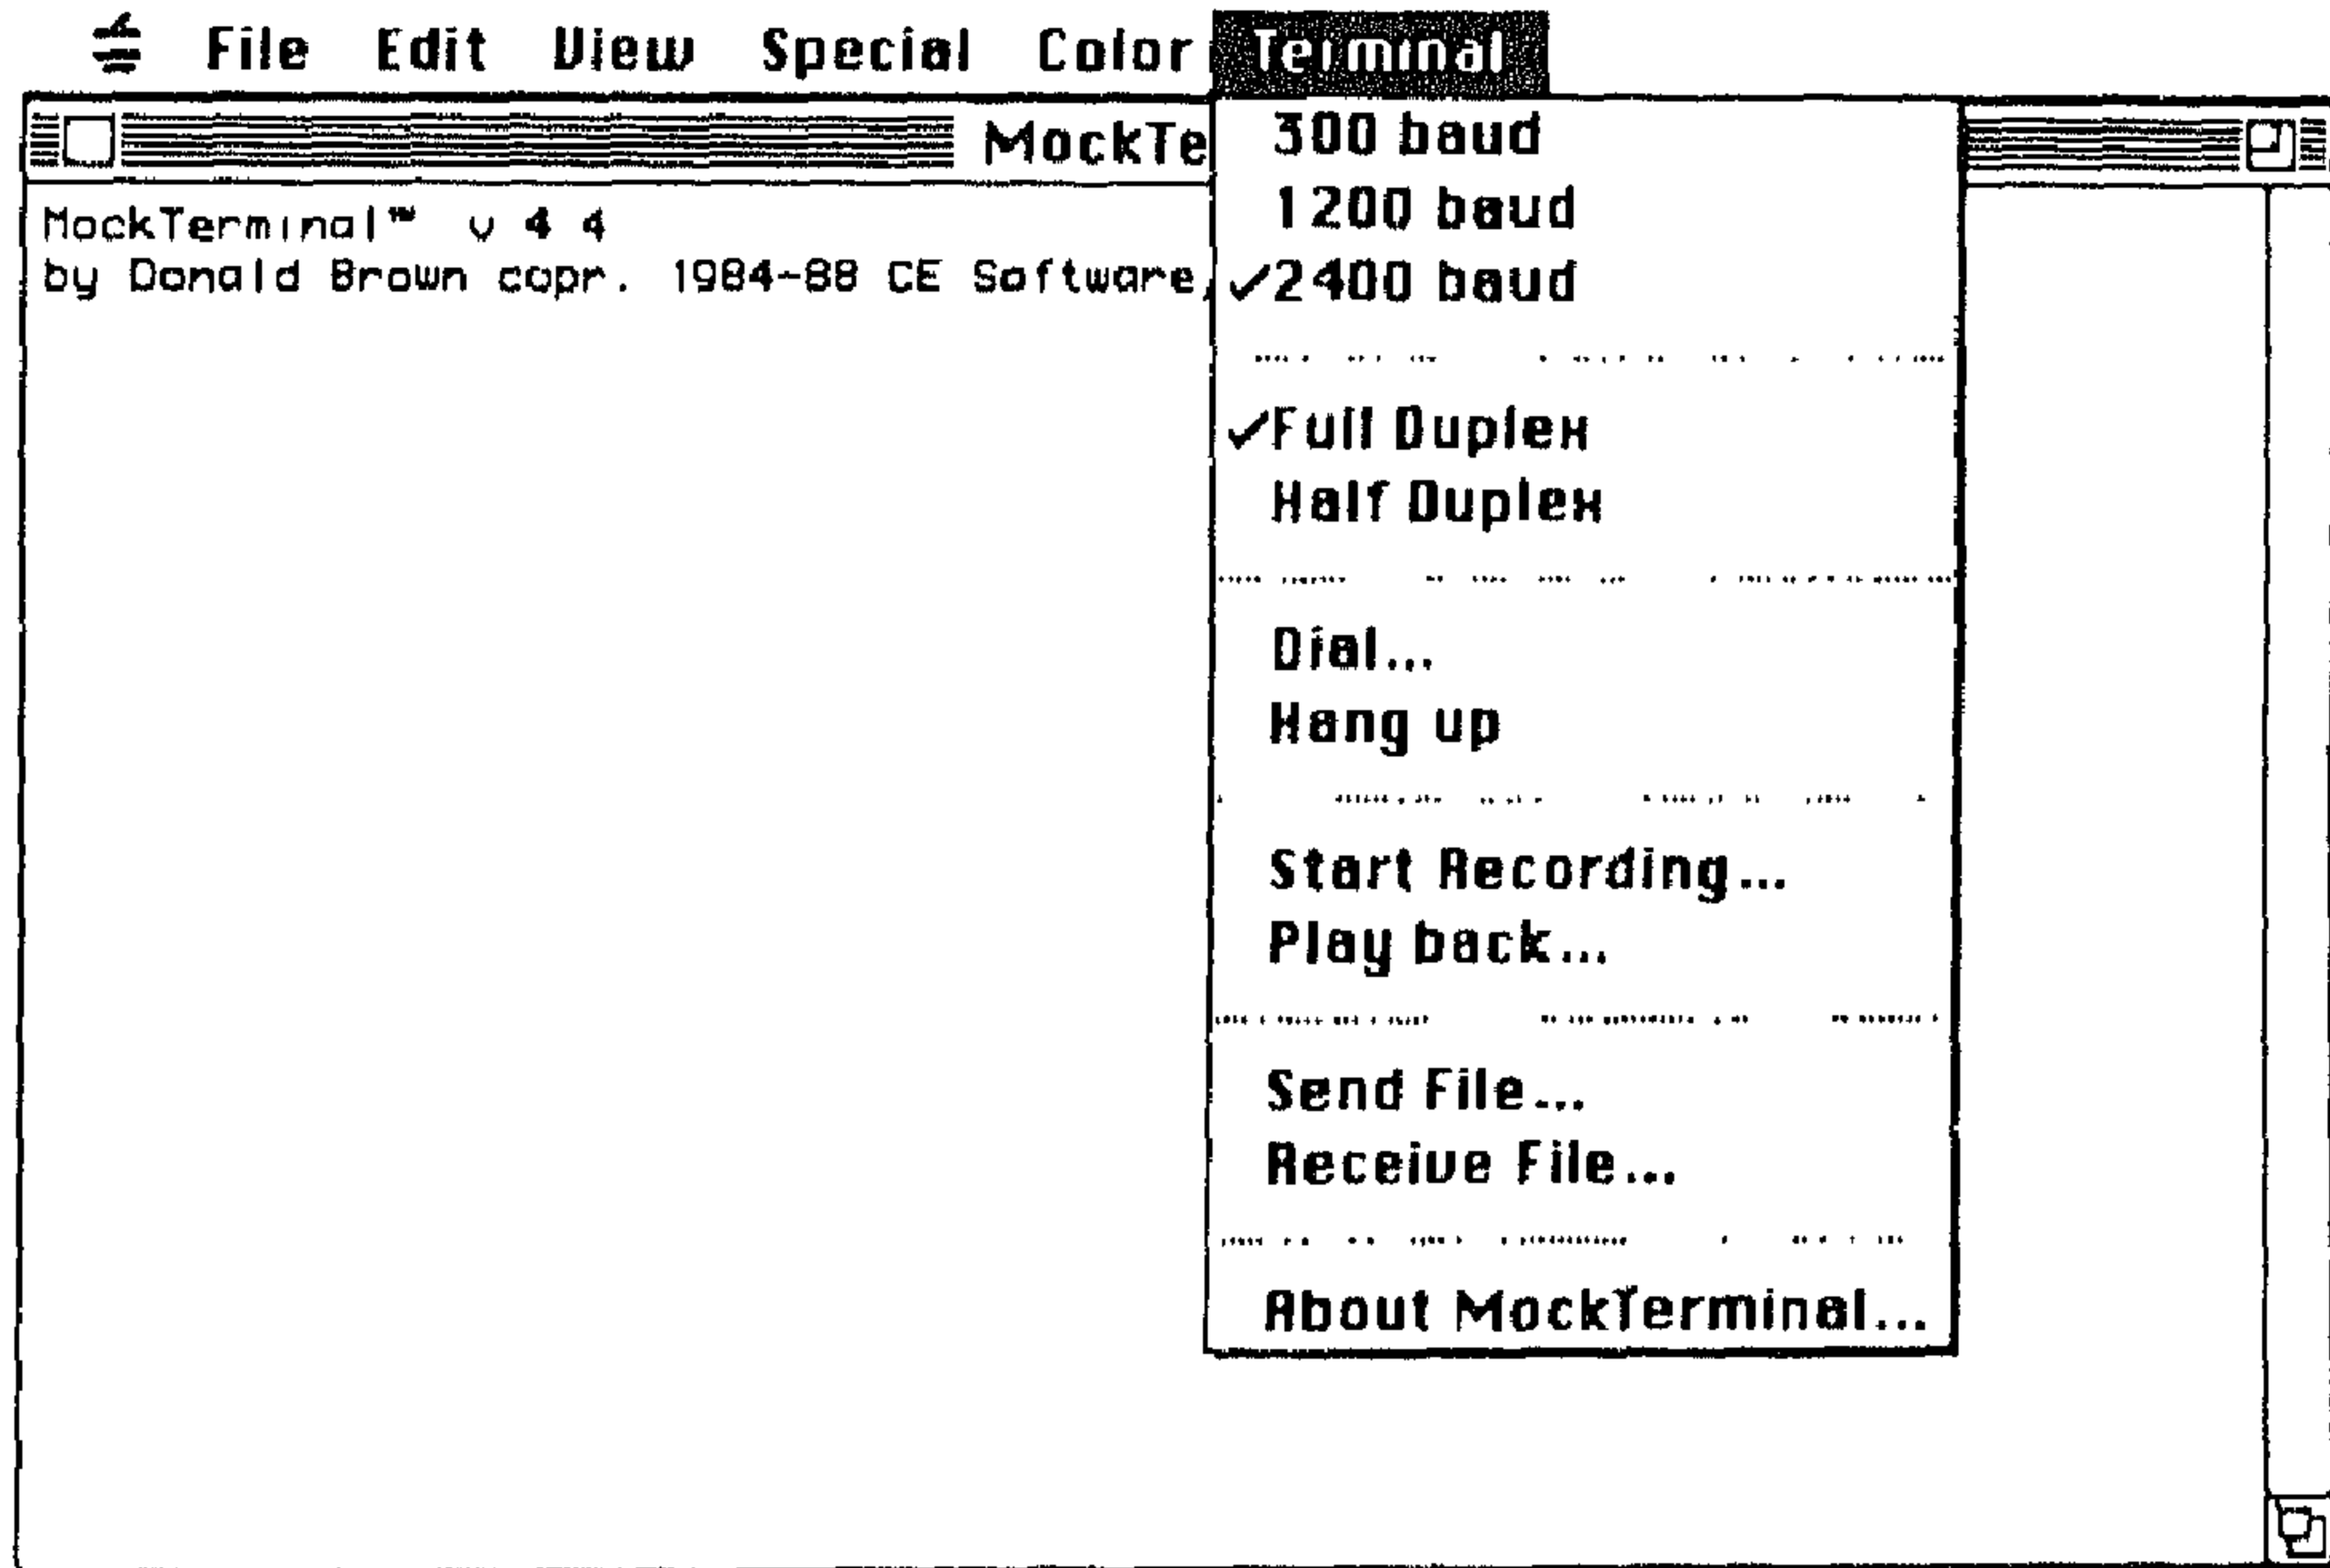 File Edit View Special Color Terminal
MockTe
MockTerminal™ v 4 4
by Donald Brown copr. 1984-88 CE Software,
300 baud
1200 baud
✓2400 baud
✓Full Duplex
Half Duplex
Dial...
Hang up
Start Recording...
Play back...
Send File...
Receive File...
About MockTerminal...